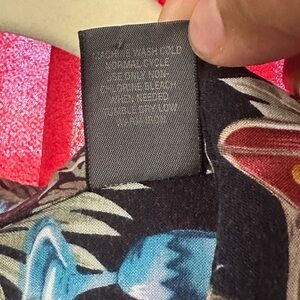 MACHINE WASH COLD
NORMAL CYCLE
USE ONLY NON-
CHLORINE BLEACH
WHEN NEEDED
TUMBLE DRY LOW
WARM IRON